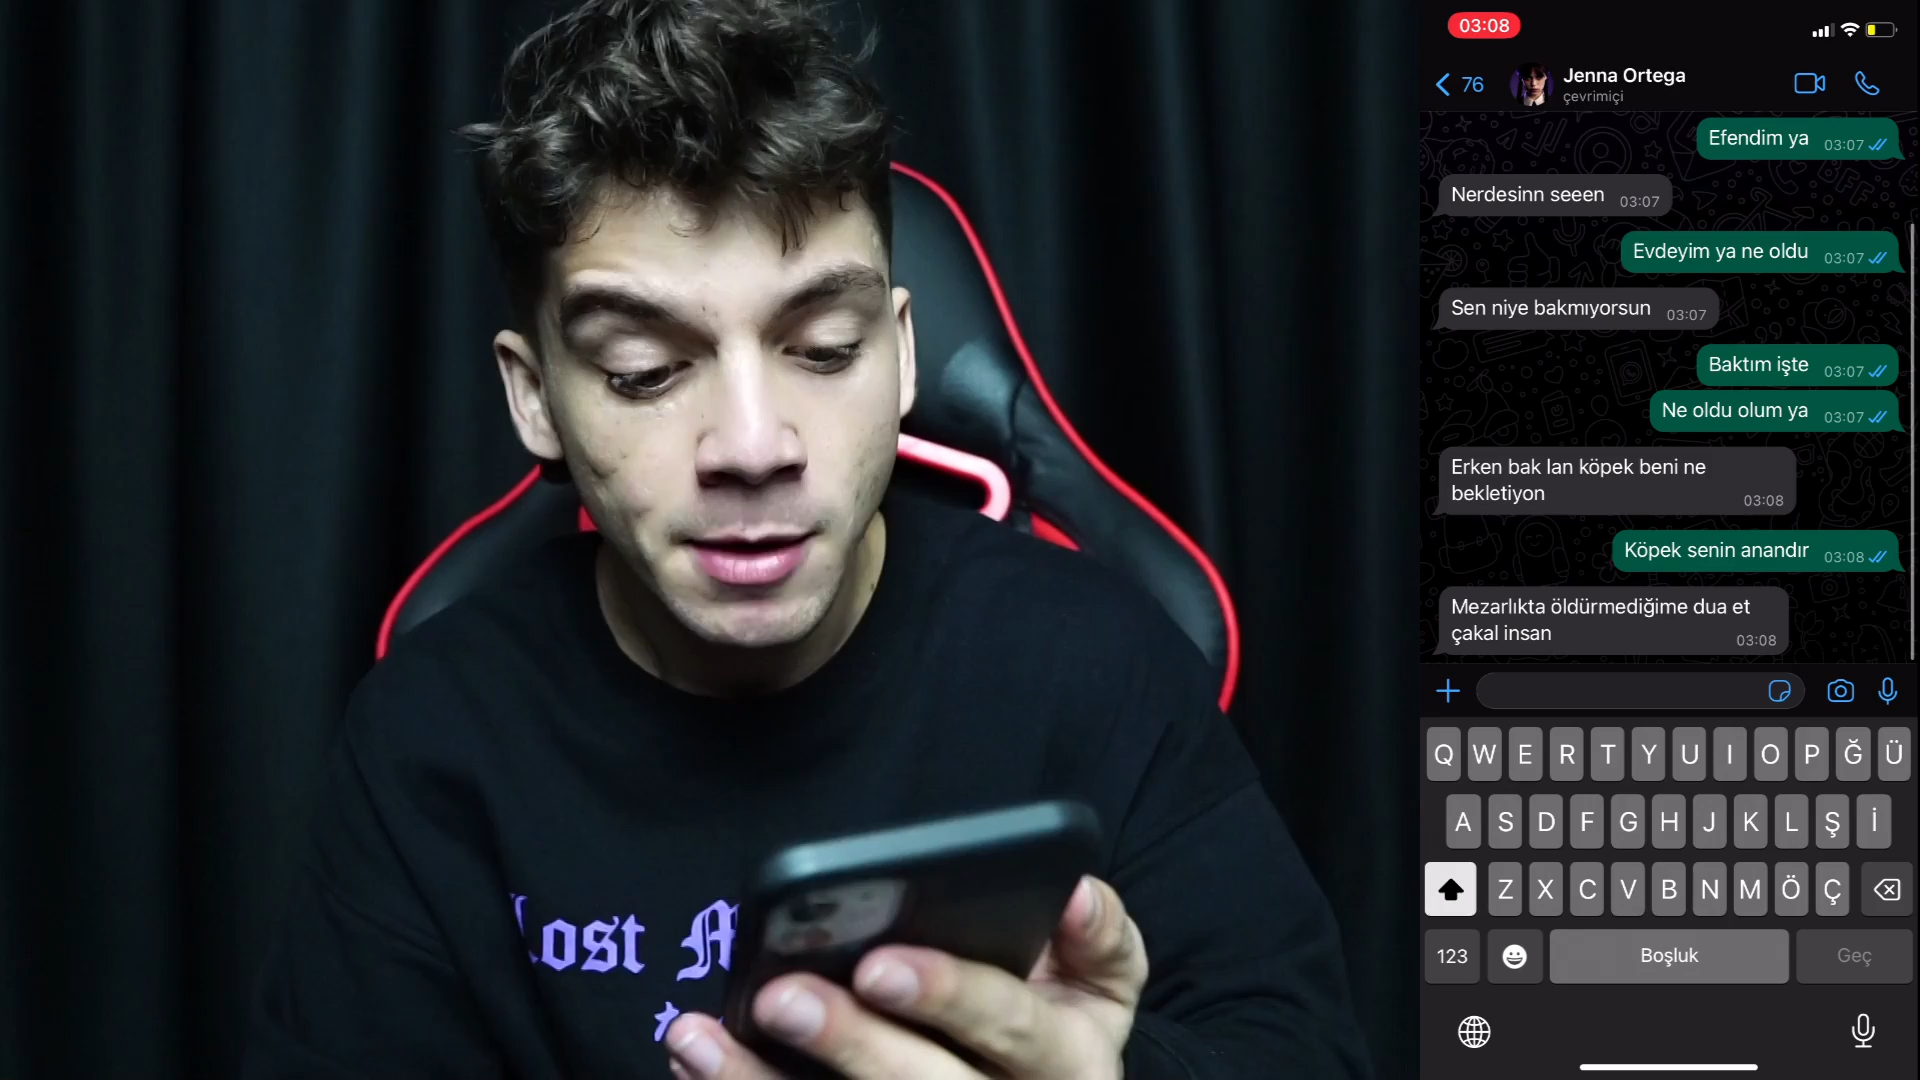 Lost M
03:08
76
Jenna Ortega
çevrimiçi
Efendim ya 03:07
Nerdesinn seeen 03:07
Evdeyim ya ne oldu 03:07
Sen niye bakmıyorsun 03:07
Baktım işte 03:07
Ne oldu olum ya 03:07
Erken bak lan köpek beni ne
bekletiyon 03:08
Köpek senin anandır 03:08
Mezarlıkta öldürmediğime dua et
çakal insan 03:08
Q W E R T Y U I O P Ğ Ü
A S D F G H J K L Ş İ
Z X C V B N M Ö Ç
123 Boşluk Geç